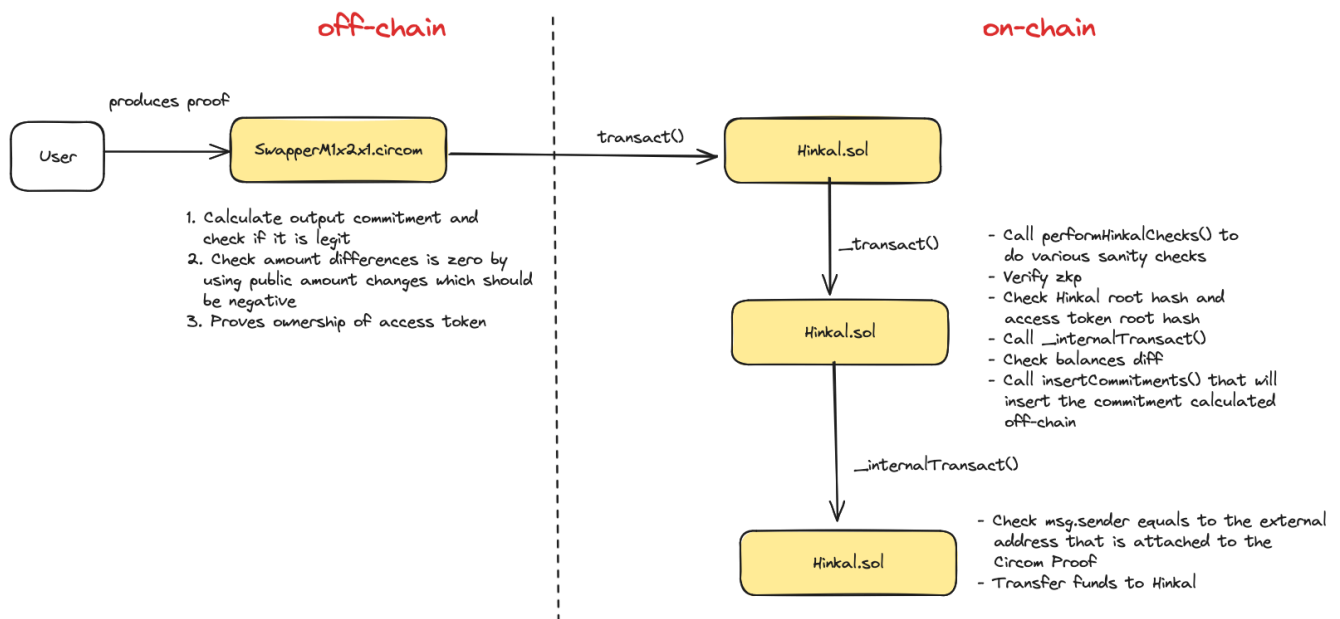 off-chain
on-chain
produces proof
User
SwapperM1x2x1.circom
transact()
Hinkal.sol
1. Calculate output commitment and
check if it is legit
2. Check amount differences is zero by
using public amount changes which should
be negative
3. Proves ownership of access token
_transact()
- Call performHinkalChecks() to
do various sanity checks
- Verify zkp
- Check Hinkal root hash and
access token root hash
- Call _internalTransact()
- Check balances diff
- Call insertCommitments() that will
insert the commitment calculated
off-chain
Hinkal.sol
_internalTransact()
- Check msg.sender equals to the external
address that is attached to the
Circom Proof
- Transfer funds to Hinkal
Hinkal.sol